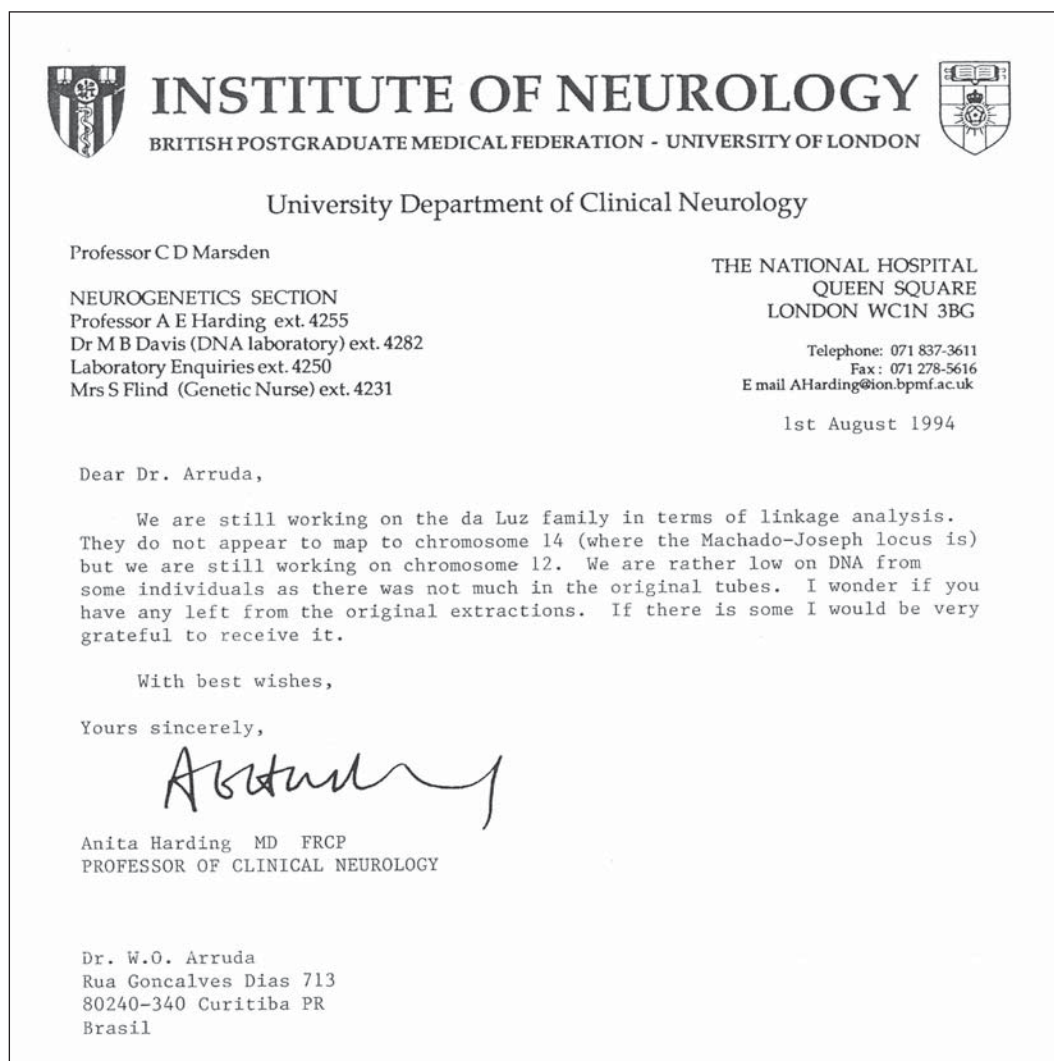 INSTITUTE OF NEUROLOGY
BRITISH POSTGRADUATE MEDICAL FEDERATION - UNIVERSITY OF LONDON
University Department of Clinical Neurology
Professor C D Marsden
NEUROGENETICS SECTION
Professor A E Harding ext. 4255
Dr M B Davis (DNA laboratory) ext. 4282
Laboratory Enquiries ext. 4250
Mrs S Flind (Genetic Nurse) ext. 4231
THE NATIONAL HOSPITAL
QUEEN SQUARE
LONDON WC1N 3BG
Telephone: 071 837-3611
Fax: 071 278-5616
E mail AHarding@ion.bpmf.ac.uk
1st August 1994
Dear Dr. Arruda,
We are still working on the da Luz family in terms of linkage analysis.
They do not appear to map to chromosome 14 (where the Machado-Joseph locus is)
but we are still working on chromosome 12. We are rather low on DNA from
some individuals as there was not much in the original tubes. I wonder if you
have any left from the original extractions. If there is some I would be very
grateful to receive it.
With best wishes,
Yours sincerely,
Anita Harding MD FRCP
PROFESSOR OF CLINICAL NEUROLOGY
Dr. W.O. Arruda
Rua Goncalves Dias 713
80240-340 Curitiba PR
Brasil